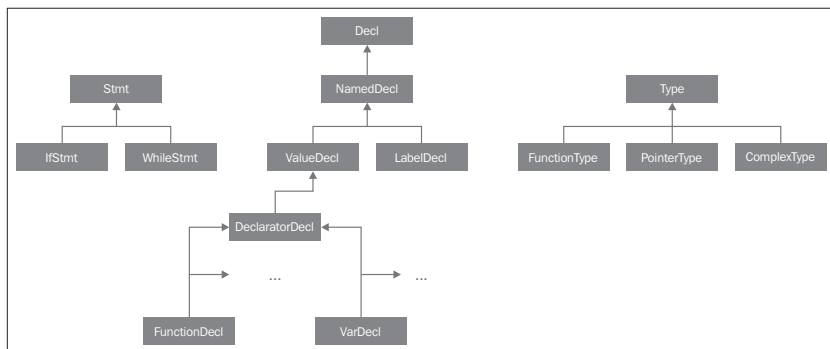 Decl
Stmt
NamedDecl
Type
IfStmt
WhileStmt
ValueDecl
LabelDecl
FunctionType
PointerType
ComplexType
DeclaratorDecl
...
...
FunctionDecl
VarDecl